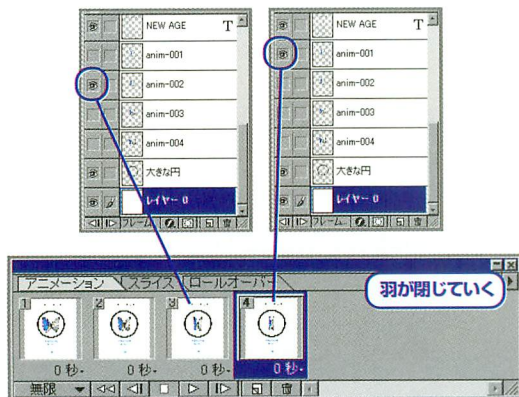 NEW AGE T
anim-001
anim-002
anim-003
anim-004
大きな円
レイヤー 0
フレーム..
NEW AGE T
anim-001
anim-002
anim-003
anim-004
大きな円
レイヤー 0
フレーム..
アニメーション スライス ロールオーバー
羽が閉じていく
1 2 3 4
0 秒 0 秒 0 秒 0 秒
無限